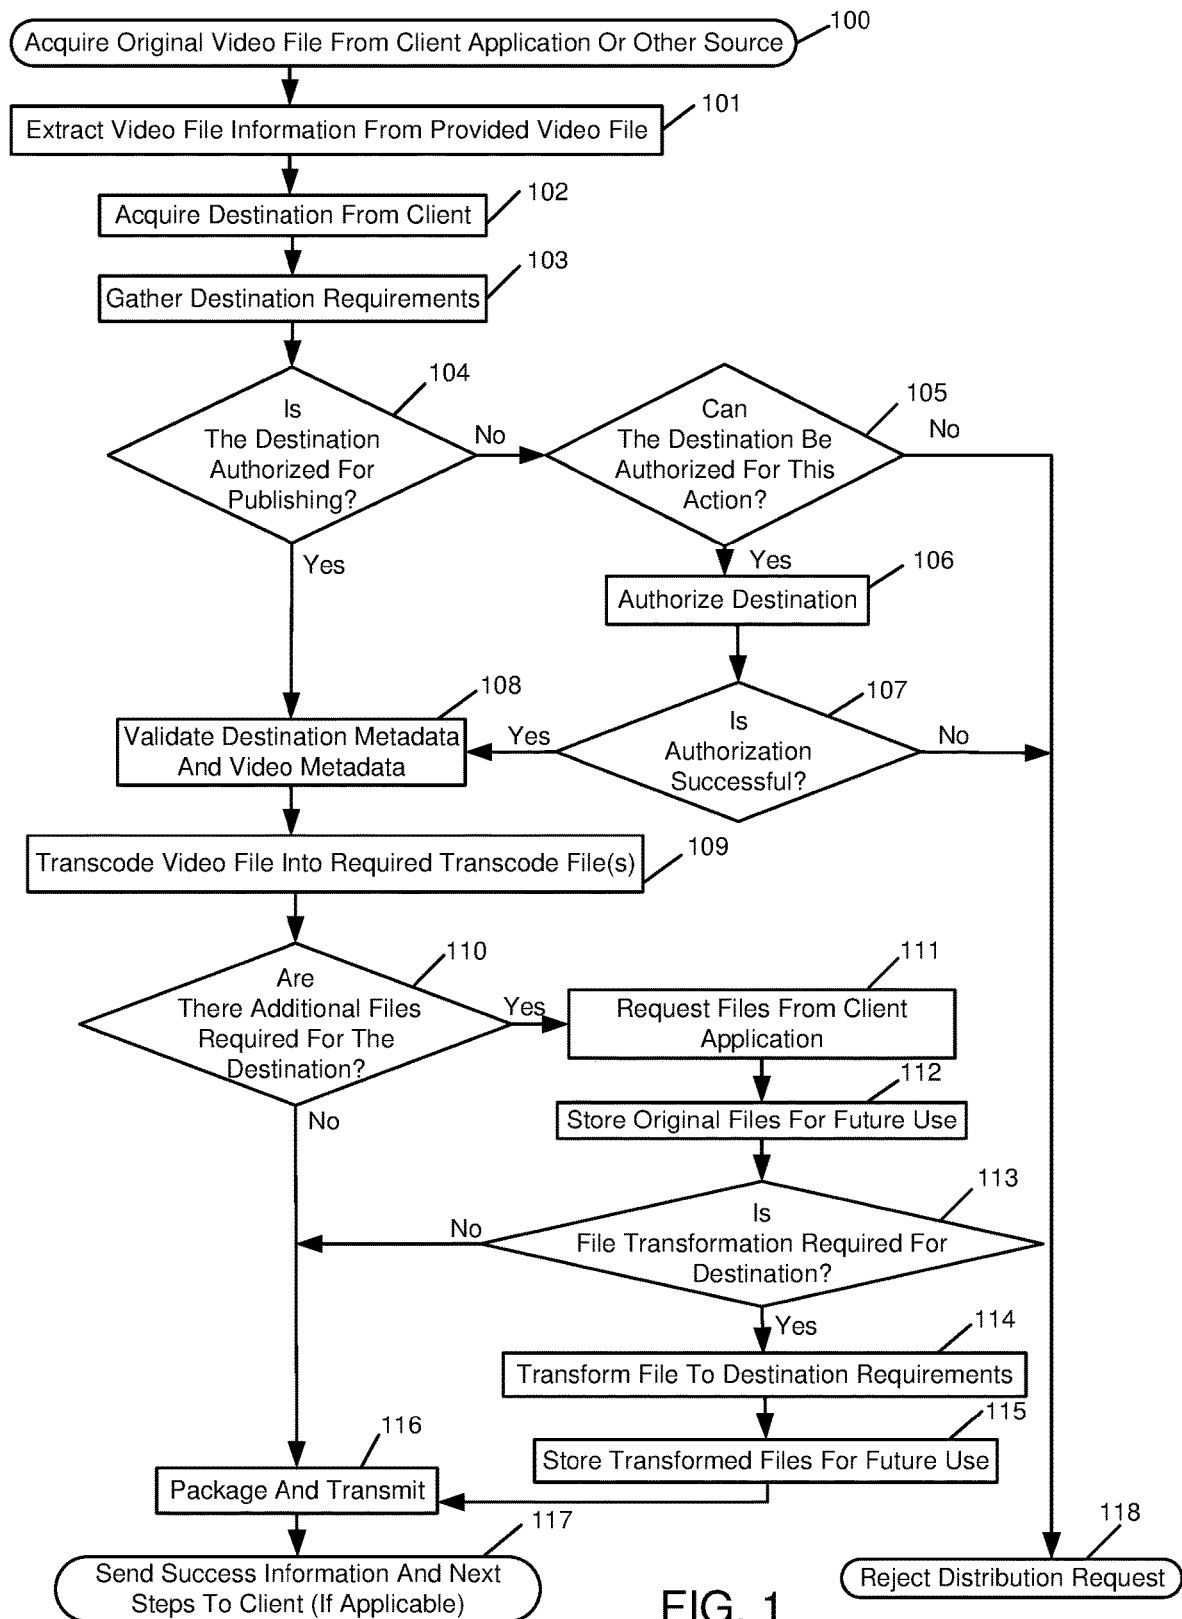 100
Acquire Original Video File From Client Application Or Other Source
101
Extract Video File Information From Provided Video File
102
Acquire Destination From Client
103
Gather Destination Requirements
104
Is
The Destination
Authorized For
Publishing?
No
Yes
105
Can
The Destination Be
Authorized For This
Action?
No
Yes
106
Authorize Destination
107
Is
Authorization
Successful?
Yes
No
108
Validate Destination Metadata
And Video Metadata
109
Transcode Video File Into Required Transcode File(s)
110
Are
There Additional Files
Required For The
Destination?
Yes
No
111
Request Files From Client
Application
112
Store Original Files For Future Use
113
Is
File Transformation Required For
Destination?
No
Yes
114
Transform File To Destination Requirements
115
Store Transformed Files For Future Use
116
Package And Transmit
117
Send Success Information And Next
Steps To Client (If Applicable)
118
Reject Distribution Request
FIG. 1